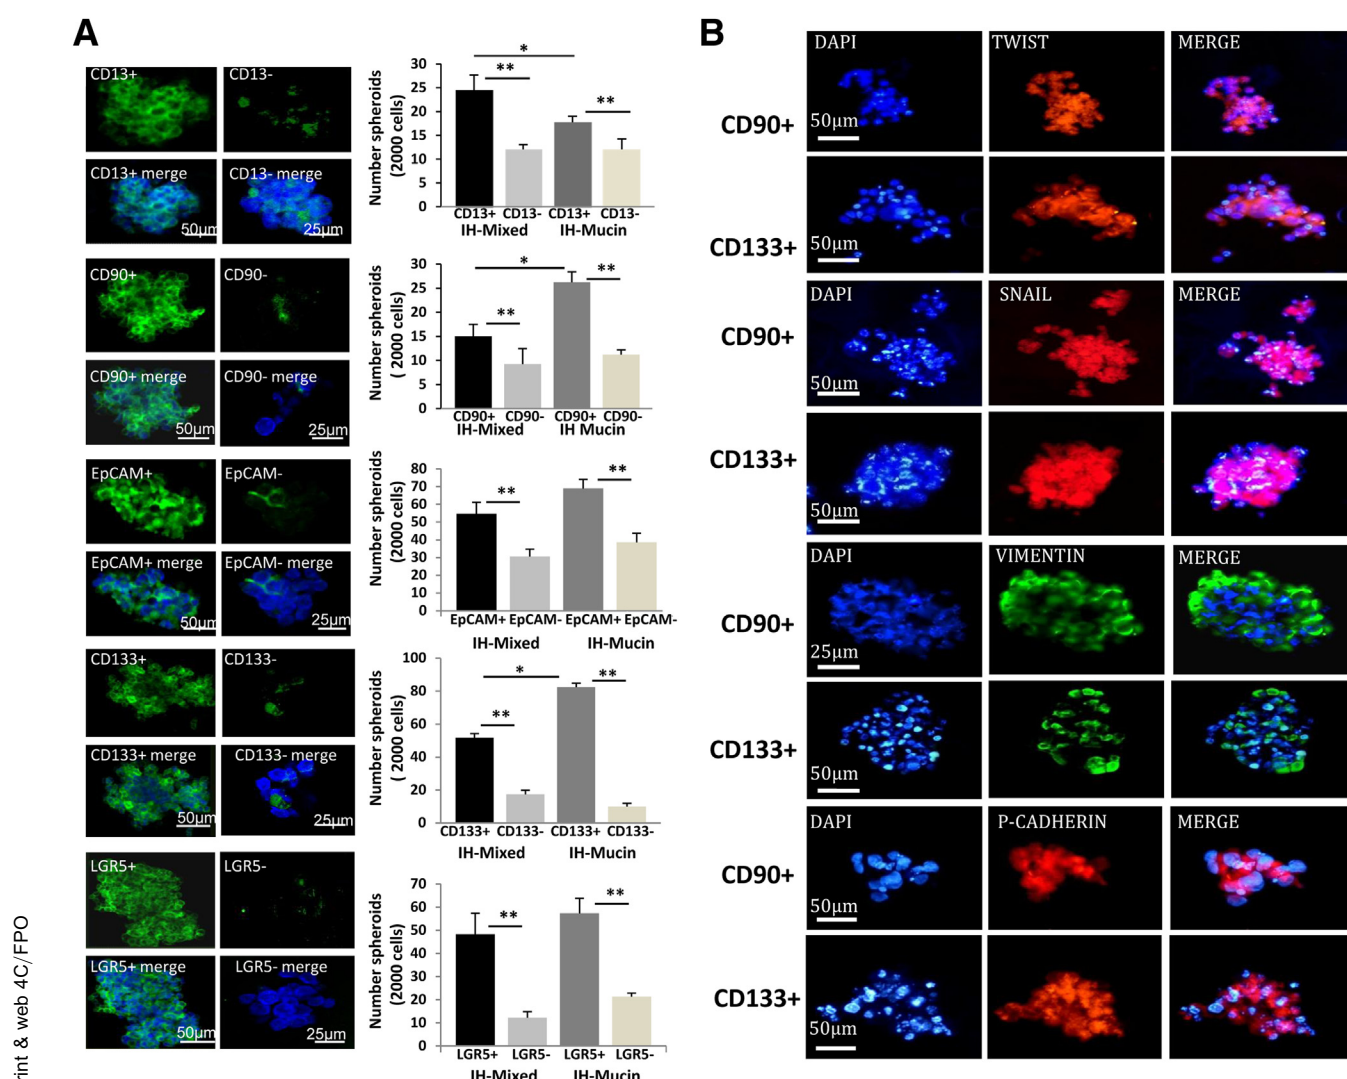 A
CD13+
CD13-
CD13+ merge
CD13- merge
50µm
25µm
Number spheroids
(2000 cells)
30
25
20
15
10
5
0
*
**
**
CD13+ CD13- CD13+ CD13-
IH-Mixed IH-Mucin
CD90+
CD90-
CD90+ merge
CD90- merge
50µm
25µm
Number spheroids
( 2000 cells)
30
25
20
15
10
5
0
*
**
**
CD90+ CD90- CD90+ CD90-
IH-Mixed IH Mucin
EpCAM+
EpCAM-
EpCAM+ merge
EpCAM- merge
50µm
25µm
Number spheroids
(2000 cells)
80
70
60
50
40
30
20
10
0
**
**
EpCAM+ EpCAM- EpCAM+ EpCAM-
IH-Mixed IH-Mucin
CD133+
CD133-
CD133+ merge
CD133- merge
50µm
25µm
Number spheroids
( 2000 cells)
100
80
60
40
20
0
*
**
**
CD133+ CD133- CD133+ CD133-
IH-Mixed IH-Mucin
LGR5+
LGR5-
LGR5+ merge
LGR5- merge
50µm
25µm
Number spheroids
(2000 cells)
70
60
50
40
30
20
10
0
**
**
LGR5+ LGR5- LGR5+ LGR5-
IH-Mixed IH-Mucin
rint & web 4C/FPO
B
DAPI TWIST MERGE
CD90+
50µm
CD133+
50µm
DAPI SNAIL MERGE
CD90+
50µm
CD133+
50µm
DAPI VIMENTIN MERGE
CD90+
25µm
CD133+
50µm
DAPI P-CADHERIN MERGE
CD90+
50µm
CD133+
50µm